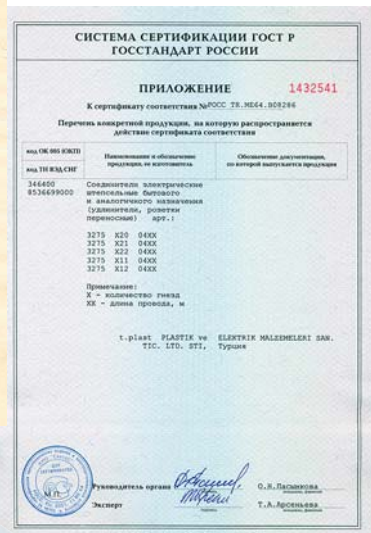 СИСТЕМА СЕРТИФИКАЦИИ ГОСТ Р
ГОССТАНДАРТ РОССИИ
ПРИЛОЖЕНИЕ 1432541
К сертификату соответствия № РОСС TR.ME64.B08286
Перечень конкретной продукции, на которую распространяется
действие сертификата соответствия
код ОК 005 (ОКП)
код ТН ВЭД СНГ
Наименование и обозначение
продукции, ее изготовитель
Обозначение документации,
по которой выпускается продукция
346400
8536699000
Соединители электрические
штепсельные бытового
и аналогичного назначения
(удлинители, розетки
переносные) арт.:
3275 X20 04XX
3275 X21 04XX
3275 X22 04XX
3275 X11 04XX
3275 X12 04XX
Примечание:
X - количество гнезд
XX - длина провода, м
t.plast PLASTIK ve ELEKTRIK MALZEMELERI SAN.
TIC. LTD. STI, Турция
М.П.
Руководитель органа
О.Н.Пасынкова
Эксперт
Т.А.Арсеньева